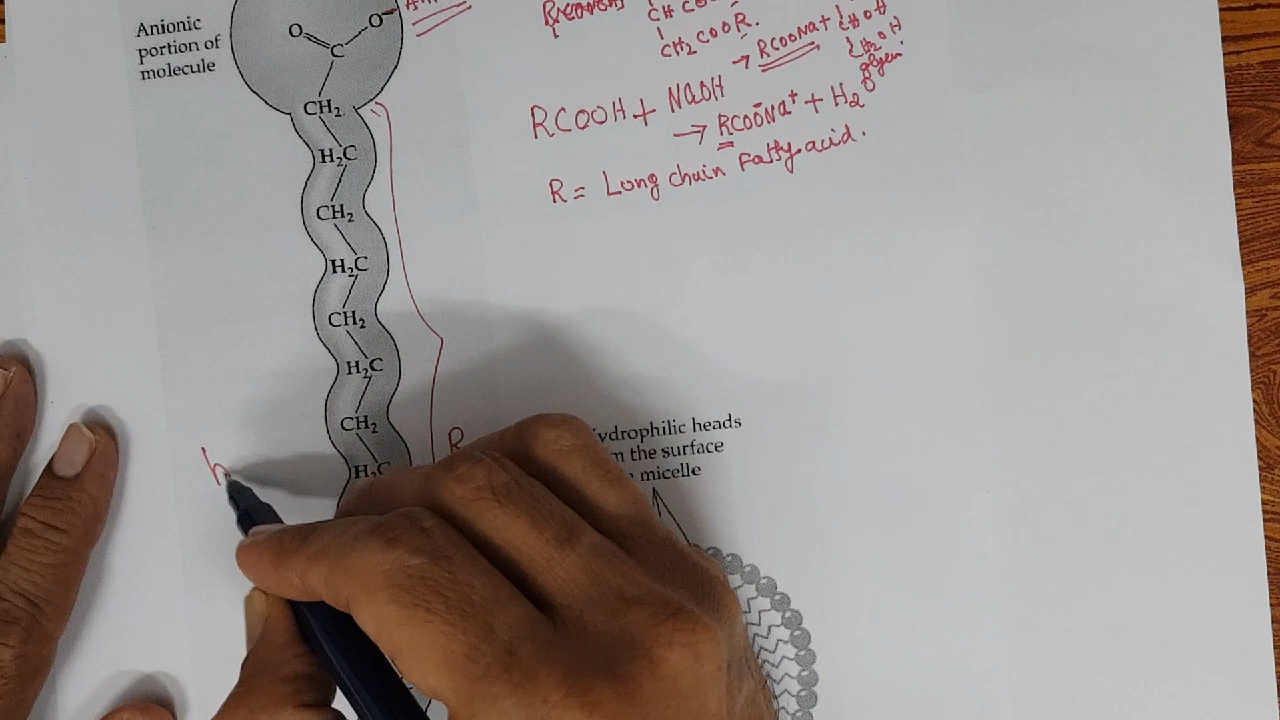 Anionic
portion of
molecule
O
O-
C
CH2
H2C
CH2
H2C
CH2
H2C
CH2
H2C
R
h
CH2COOR.
→ RCOONa +
RCOOH + NaOH
→ RCOO-Na+ + H2O
R = Long chain Fatty acid.
ydrophilic heads
the surface
micelle